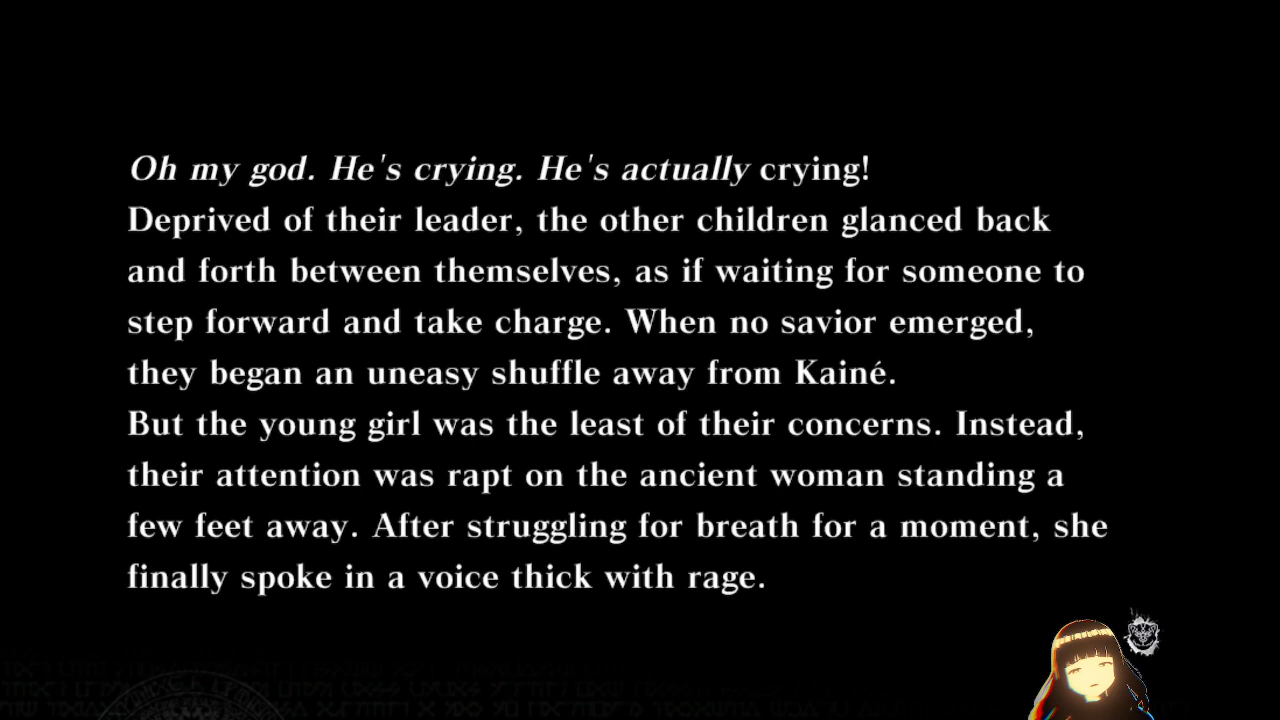 Oh my god. He's crying. He's actually crying!
Deprived of their leader, the other children glanced back
and forth between themselves, as if waiting for someone to
step forward and take charge. When no savior emerged,
they began an uneasy shuffle away from Kainé.
But the young girl was the least of their concerns. Instead,
their attention was rapt on the ancient woman standing a
few feet away. After struggling for breath for a moment, she
finally spoke in a voice thick with rage.